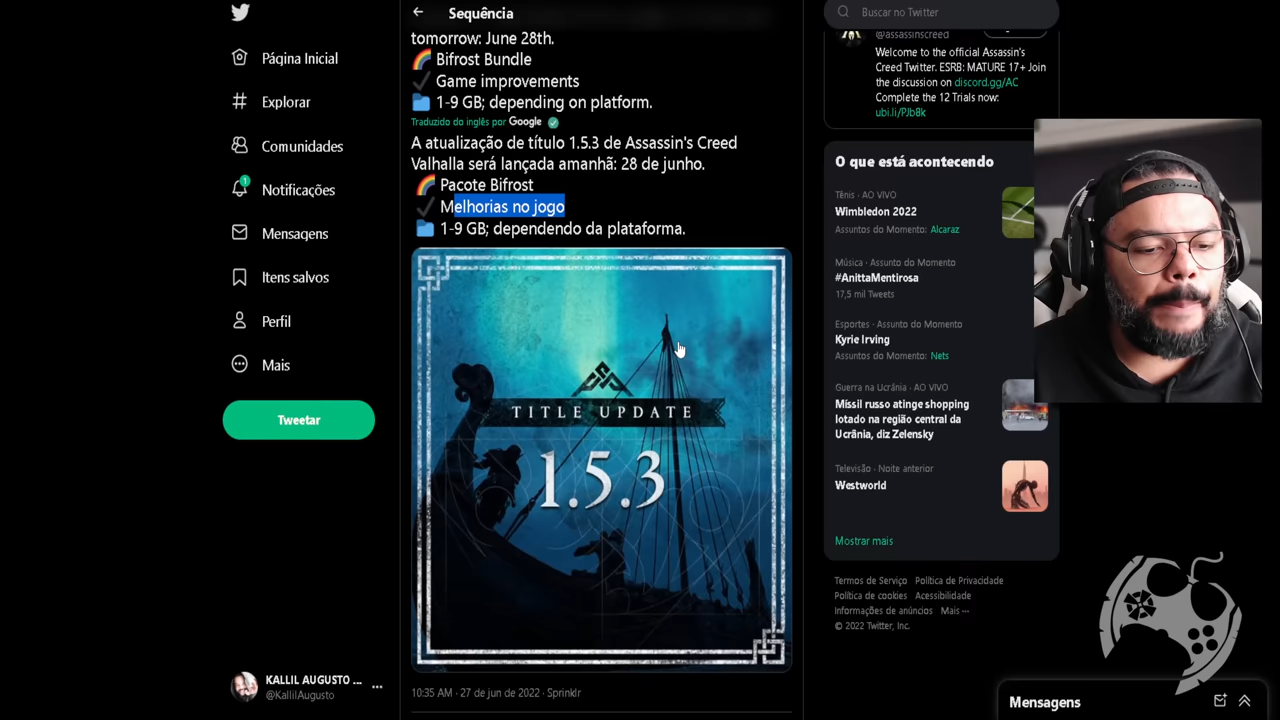 Página Inicial
Explorar
Comunidades
1
Notificações
Mensagens
Itens salvos
Perfil
Mais
Tweetar
KALLIL AUGUSTO ...
@KallilAugusto
Sequência
tomorrow: June 28th.
Bifrost Bundle
Game improvements
1-9 GB; depending on platform.
Traduzido do inglês por Google
A atualização de título 1.5.3 de Assassin's Creed
Valhalla será lançada amanhã: 28 de junho.
Pacote Bifrost
Melhorias no jogo
1-9 GB; dependendo da plataforma.
TITLE UPDATE
1.5.3
10:35 AM · 27 de jun de 2022 · Sprinklr
Buscar no Twitter
@assassinscreed
Welcome to the official Assassin's
Creed Twitter. ESRB: MATURE 17+ Join
the discussion on discord.gg/AC
Complete the 12 Trials now:
ubi.li/PJb8k
O que está acontecendo
Tênis · AO VIVO
Wimbledon 2022
Assuntos do Momento: Alcaraz
Música · Assunto do Momento
#AnittaMentirosa
17,5 mil Tweets
Esportes · Assunto do Momento
Kyrie Irving
Assuntos do Momento: Nets
Guerra na Ucrânia · AO VIVO
Míssil russo atinge shopping
lotado na região central da
Ucrânia, diz Zelensky
Televisão · Noite anterior
Westworld
Mostrar mais
Termos de Serviço Política de Privacidade
Política de cookies Acessibilidade
Informações de anúncios Mais ···
© 2022 Twitter, Inc.
Mensagens